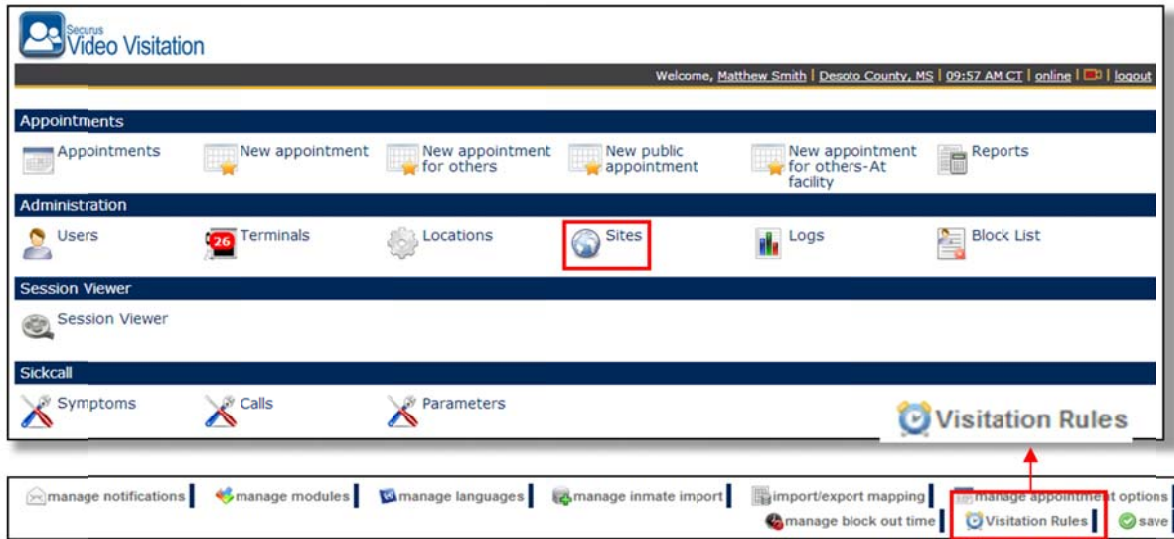 Securus
Video Visitation
Welcome, Matthew Smith | Desoto County, MS | 09:57 AM CT | online | | logout
Appointments
Appointments New appointment New appointment for others New public appointment New appointment for others-At facility Reports
Administration
Users 26 Terminals Locations Sites Logs Block List
Session Viewer
Session Viewer
Sickcall
Symptoms Calls Parameters
Visitation Rules
manage notifications manage modules manage languages manage inmate import import/export mapping manage appointment options
manage block out time Visitation Rules save